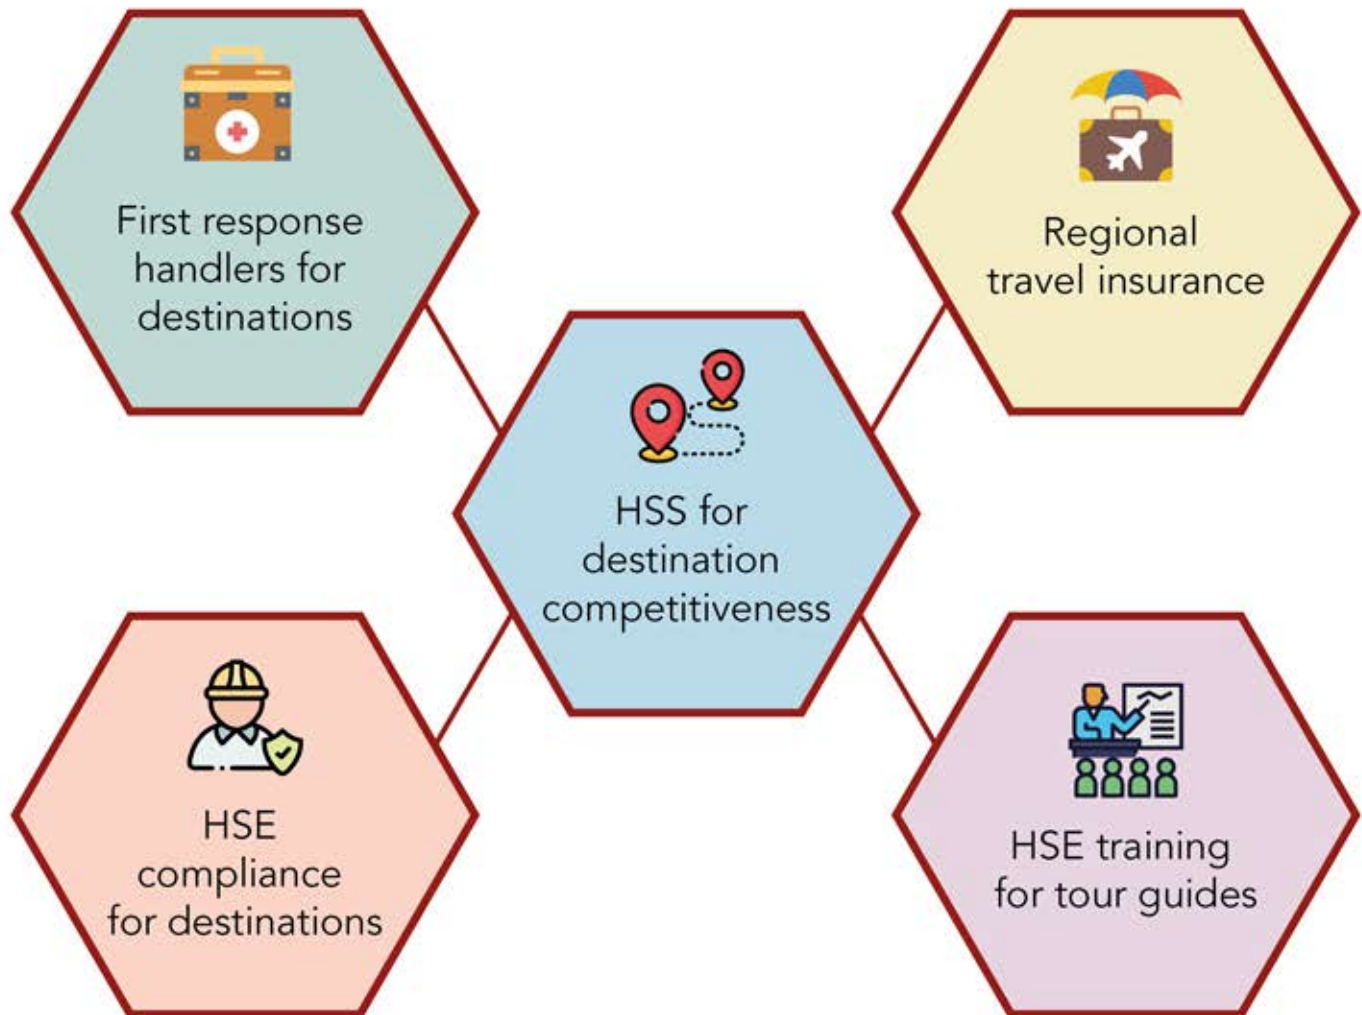 First response
handlers for
destinations
Regional
travel insurance
HSS for
destination
competitiveness
HSE
compliance
for destinations
HSE training
for tour guides